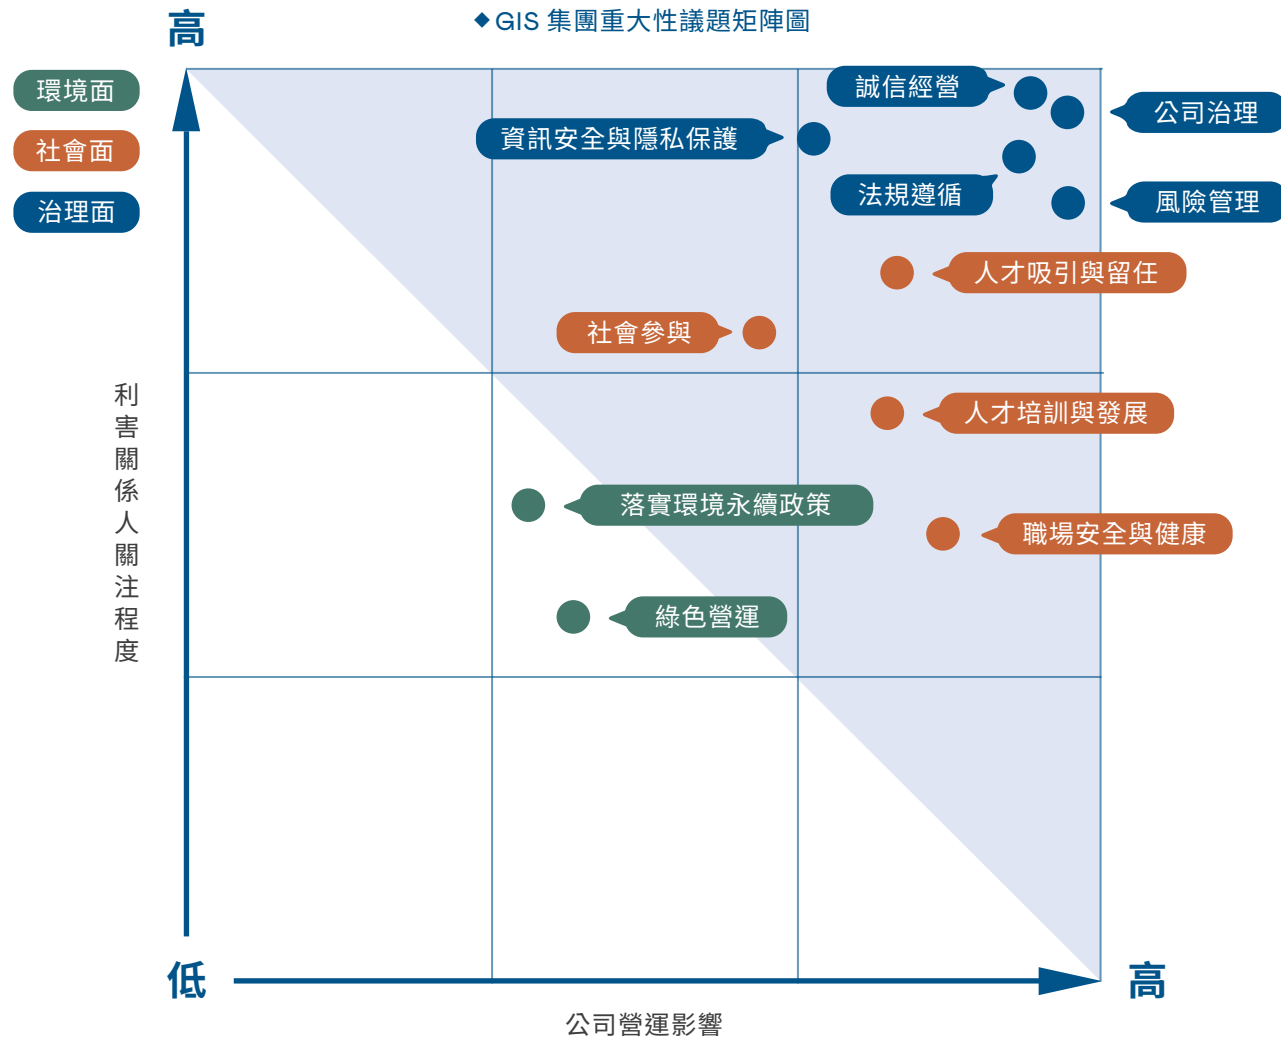 高
◆ GIS 集團重大性議題矩陣圖
環境面
社會面
治理面
誠信經營
公司治理
資訊安全與隱私保護
法規遵循
風險管理
人才吸引與留任
社會參與
人才培訓與發展
落實環境永續政策
職場安全與健康
綠色營運
利害關係人關注程度
低
高
公司營運影響